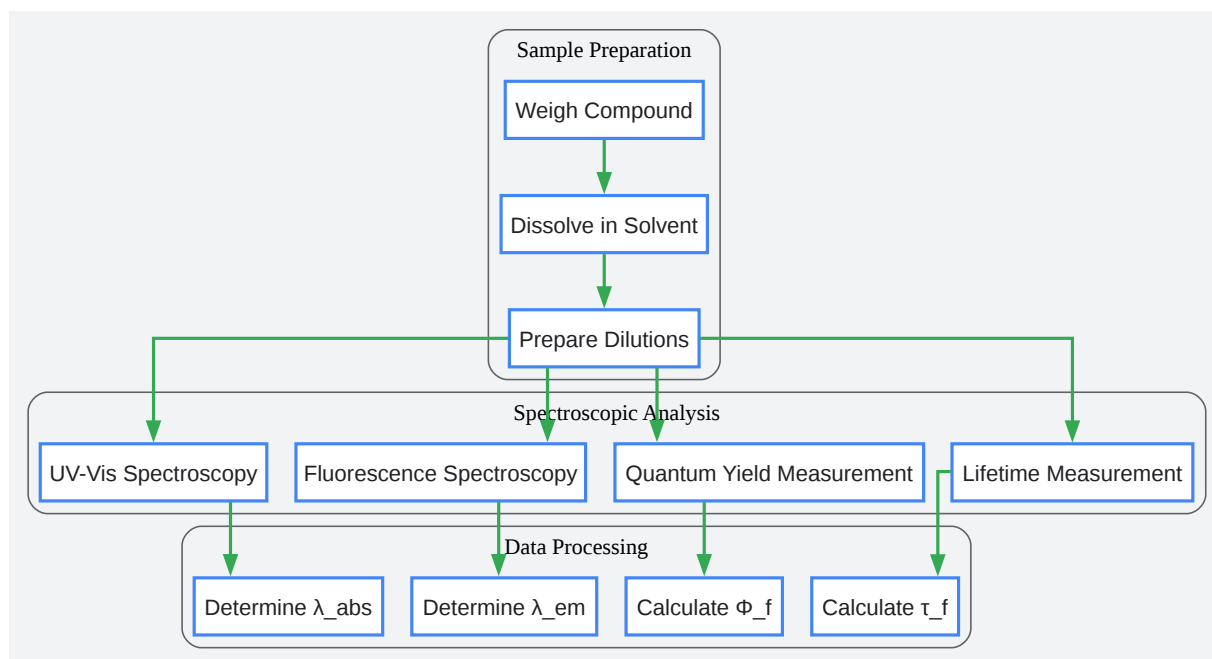 Sample Preparation
Weigh Compound
Dissolve in Solvent
Prepare Dilutions
Spectroscopic Analysis
UV-Vis Spectroscopy
Fluorescence Spectroscopy
Quantum Yield Measurement
Lifetime Measurement
Data Processing
Determine λ_abs
Determine λ_em
Calculate Φ_f
Calculate τ_f